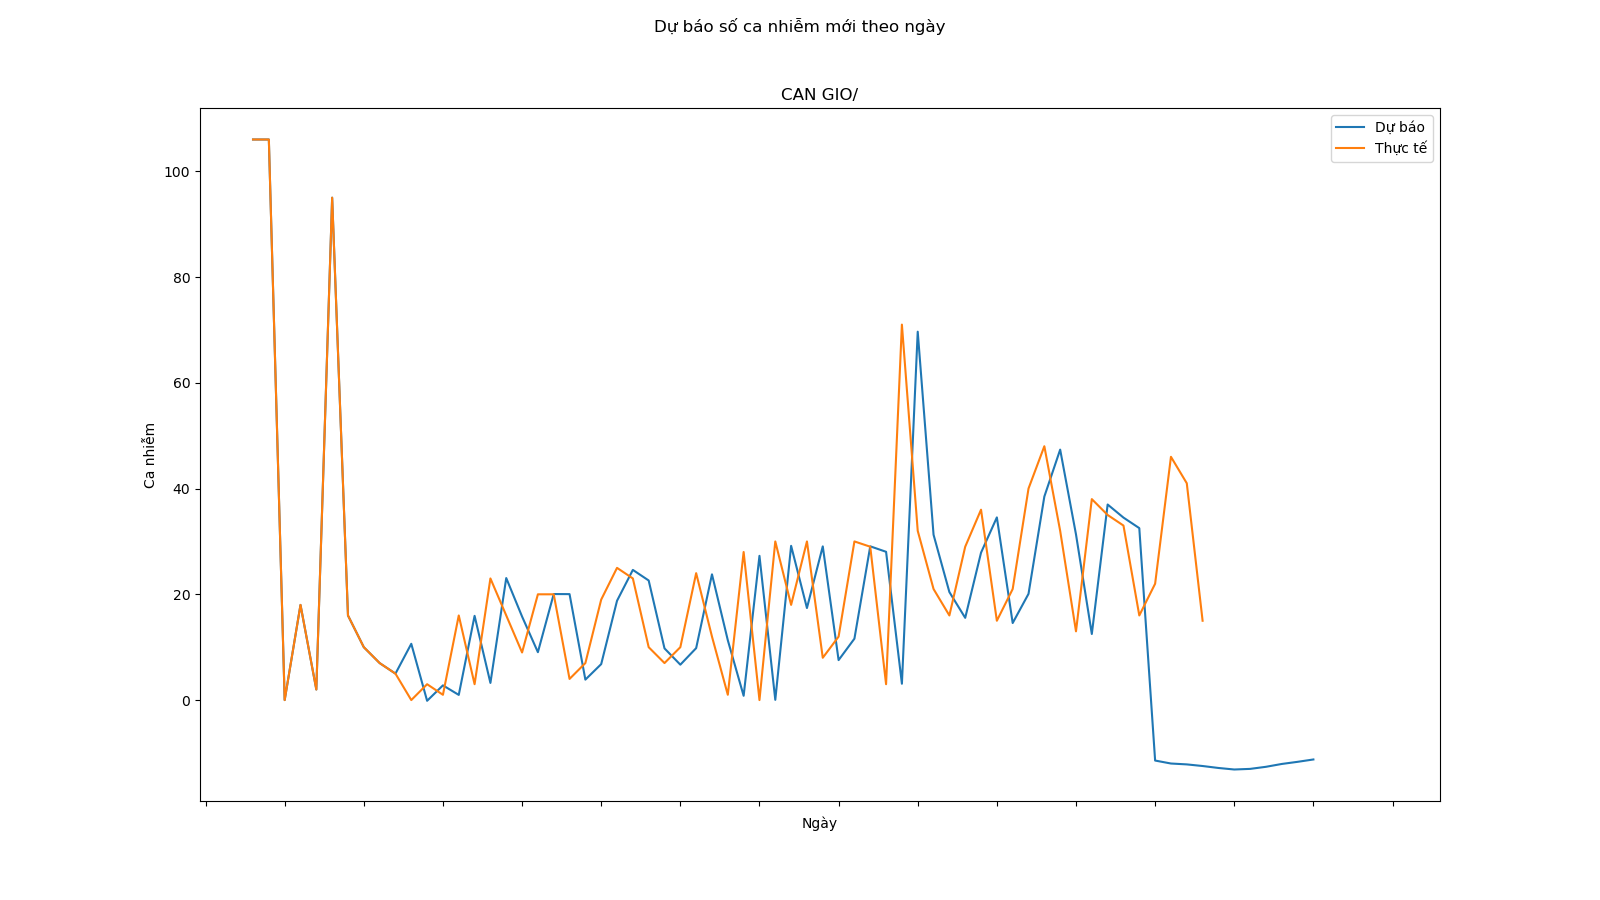 Dự báo số ca nhiễm mới theo ngày
CAN GIO/
Dự báo
Thực tế
100
80
60
40
20
0
Ca nhiễm
Ngày